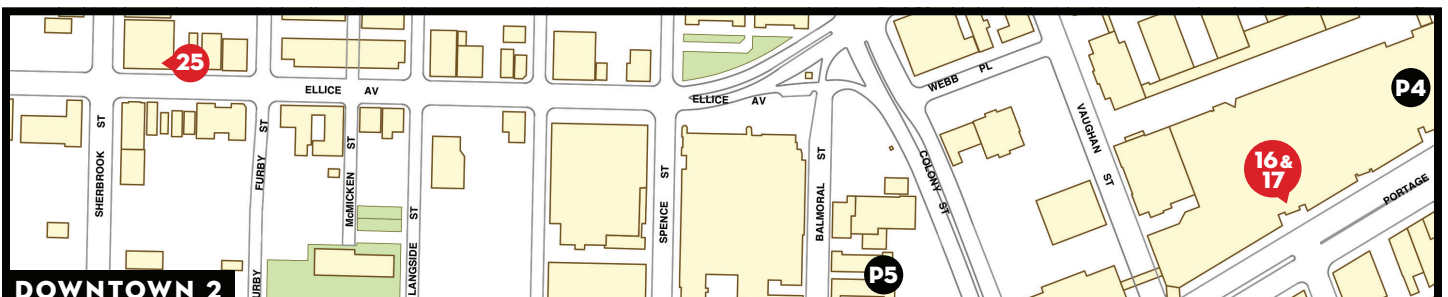 25
ELLICE AV
ELLICE AV
WEBB PL
P4
SHERBROOK ST
FURBY ST
McMICKEN ST
LANGSIDE ST
SPENCE ST
BALMORAL ST
COLONY ST
VAUGHAN ST
16&
17
PORTAGE
P5
URBY
DOWNTOWN 2